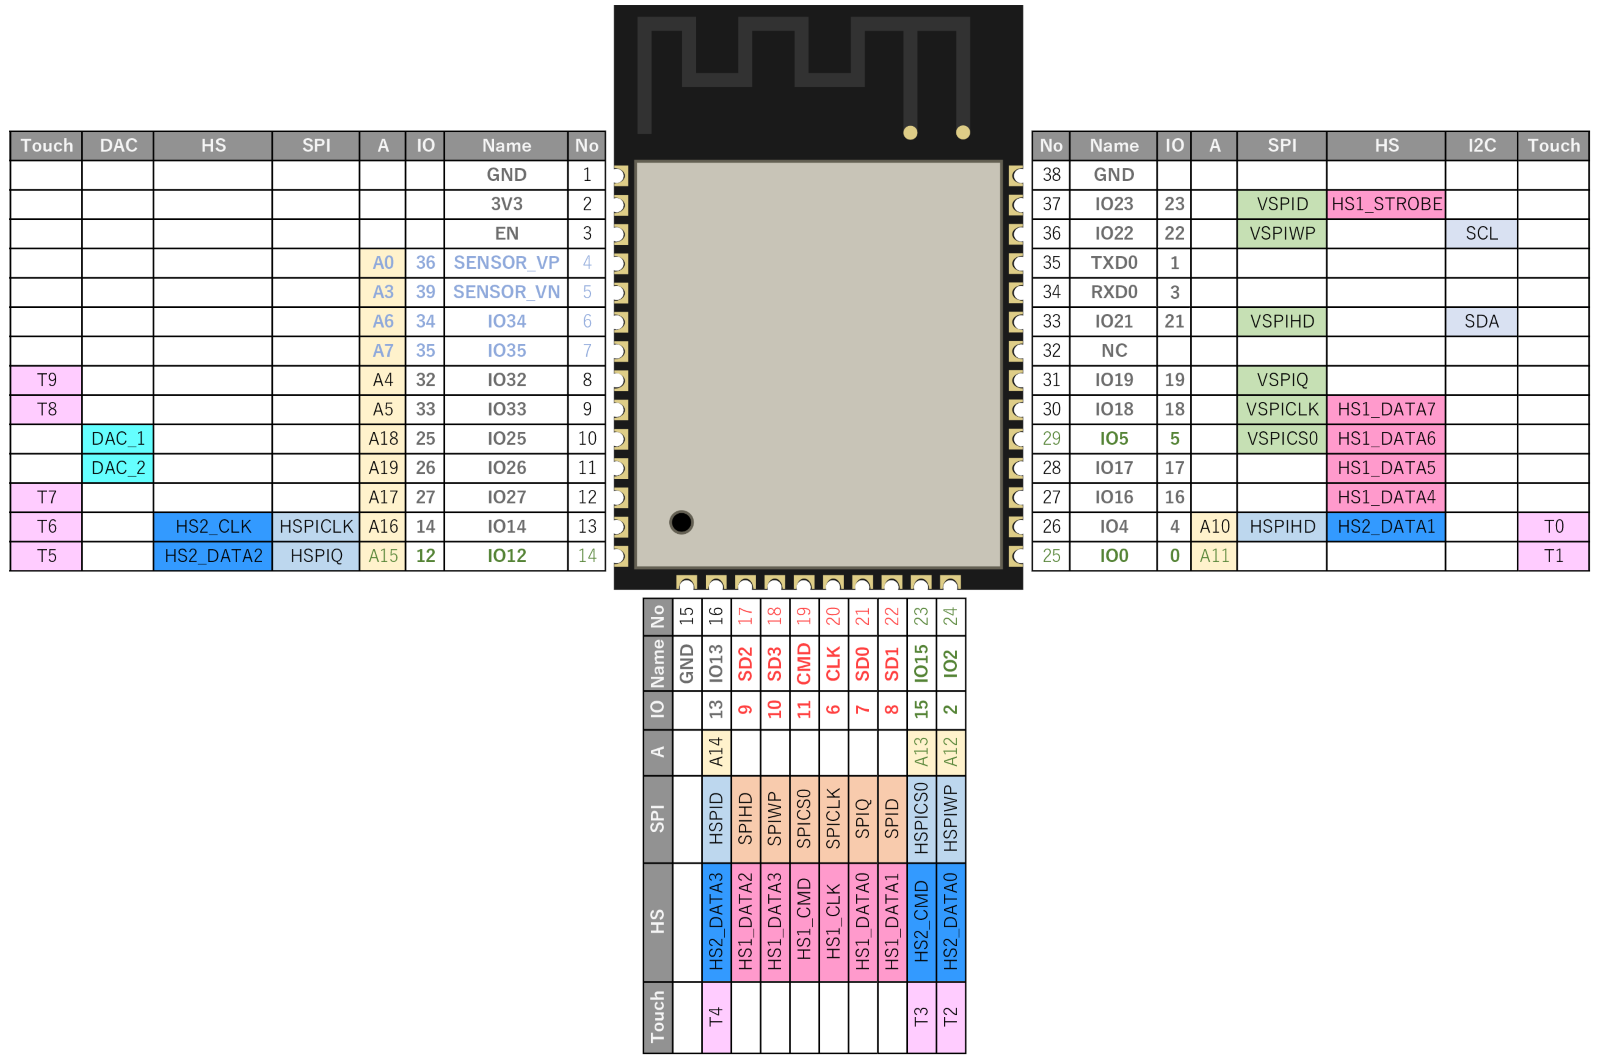 Touch DAC HS SPI A IO Name No
GND 1
3V3 2
EN 3
A0 36 SENSOR_VP 4
A3 39 SENSOR_VN 5
A6 34 IO34 6
A7 35 IO35 7
T9 A4 32 IO32 8
T8 A5 33 IO33 9
DAC_1 A18 25 IO25 10
DAC_2 A19 26 IO26 11
T7 A17 27 IO27 12
T6 HS2_CLK HSPICLK A16 14 IO14 13
T5 HS2_DATA2 HSPIQ A15 12 IO12 14
No Name IO A SPI HS I2C Touch
38 GND
37 IO23 23 VSPID HS1_STROBE
36 IO22 22 VSPIWP SCL
35 TXD0 1
34 RXD0 3
33 IO21 21 VSPIHD SDA
32 NC
31 IO19 19 VSPIQ
30 IO18 18 VSPICLK HS1_DATA7
29 IO5 5 VSPICS0 HS1_DATA6
28 IO17 17 HS1_DATA5
27 IO16 16 HS1_DATA4
26 IO4 4 A10 HSPIHD HS2_DATA1 T0
25 IO0 0 A11 T1
Touch HS SPI A IO Name No
GND 15
T4 HS2_DATA3 HSPID A14 13 IO13 16
HS1_DATA2 SPIHD 9 SD2 17
HS1_DATA3 SPIWP 10 SD3 18
HS1_CMD SPICS0 11 CMD 19
HS1_CLK SPICLK 6 CLK 20
HS1_DATA0 SPIQ 7 SD0 21
HS1_DATA1 SPID 8 SD1 22
T3 HS2_CMD HSPICS0 A13 15 IO15 23
T2 HS2_DATA0 HSPIWP A12 2 IO2 24